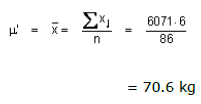 μ' = x̄ = ∑xⱼ / n = 6071·6 / 86
= 70.6 kg